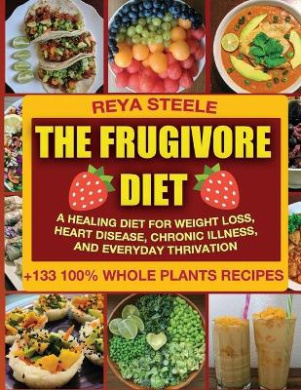 REYA STEELE
THE FRUGIVORE
DIET
A HEALING DIET FOR WEIGHT LOSS,
HEART DISEASE, CHRONIC ILLNESS,
AND EVERYDAY THRIVATION
+133 100% WHOLE PLANTS RECIPES